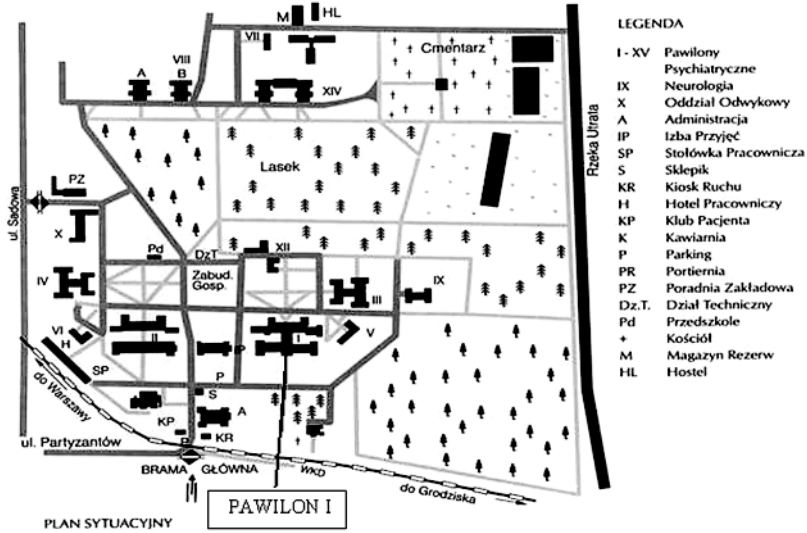 M
HL
VII
VIII
A
B
XIV
Cmentarz
Lasek
Rzeka Utrata
ul. Sadowa
PZ
X
Pd
DzT
XII
Zabud.
Gosp.
IV
III
IX
VI
H
II
P
I
V
SP
P
S
KP
A
KR
do Warszawy
ul. Partyzantów
P
BRAMA
GŁÓWNA
WKD
do Grodziska
PAWILON I
PLAN SYTUACYJNY
LEGENDA
I - XV Pawilony
Psychiatryczne
IX Neurologia
X Oddział Odwykowy
A Administracja
IP Izba Przyjęć
SP Stołówka Pracownicza
S Sklepik
KR Kiosk Ruchu
H Hotel Pracowniczy
KP Klub Pacjenta
K Kawiarnia
P Parking
PR Portiernia
PZ Poradnia Zakładowa
Dz.T. Dział Techniczny
Pd Przedszkole
+ Kościół
M Magazyn Rezerw
HL Hostel